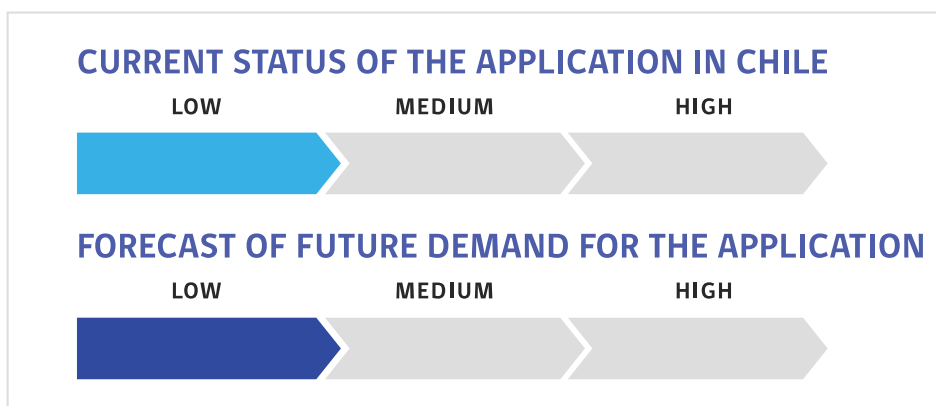 CURRENT STATUS OF THE APPLICATION IN CHILE
LOW MEDIUM HIGH
FORECAST OF FUTURE DEMAND FOR THE APPLICATION
LOW MEDIUM HIGH